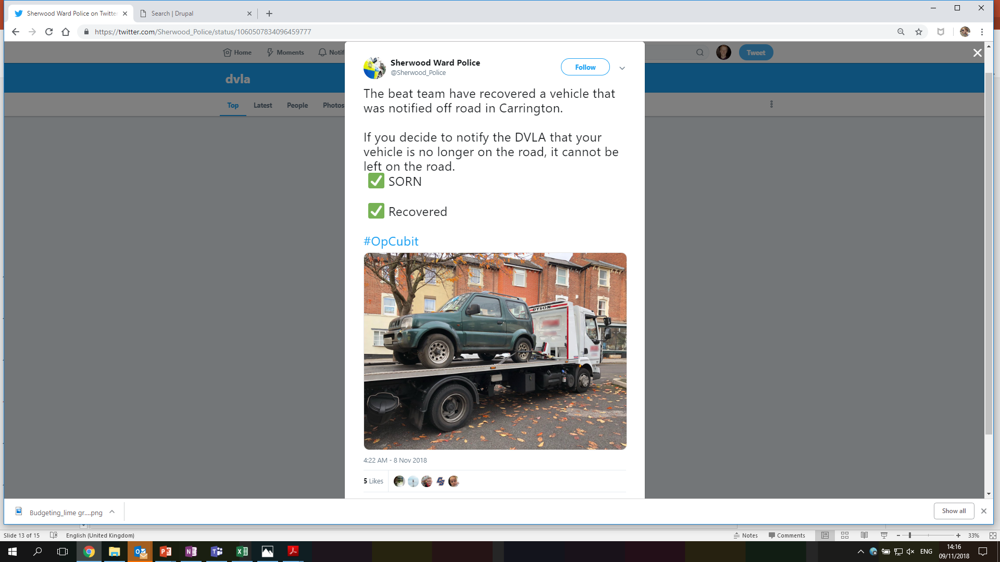 Sherwood Ward Police on Twitter
Search | Drupal
https://twitter.com/Sherwood_Police/status/1060507834096459777
Home
Moments
Notif
Tweet
dvla
Top
Latest
People
Photos
Sherwood Ward Police
@Sherwood_Police
Follow
The beat team have recovered a vehicle that
was notified off road in Carrington.
If you decide to notify the DVLA that your
vehicle is no longer on the road, it cannot be
left on the road.
✅ SORN
✅ Recovered
#OpCubit
DYSON
4:22 AM - 8 Nov 2018
5 Likes
Budgeting_lime gr....png
Show all
Slide 13 of 15
English (United Kingdom)
Notes
Comments
33%
ENG
14:16
09/11/2018